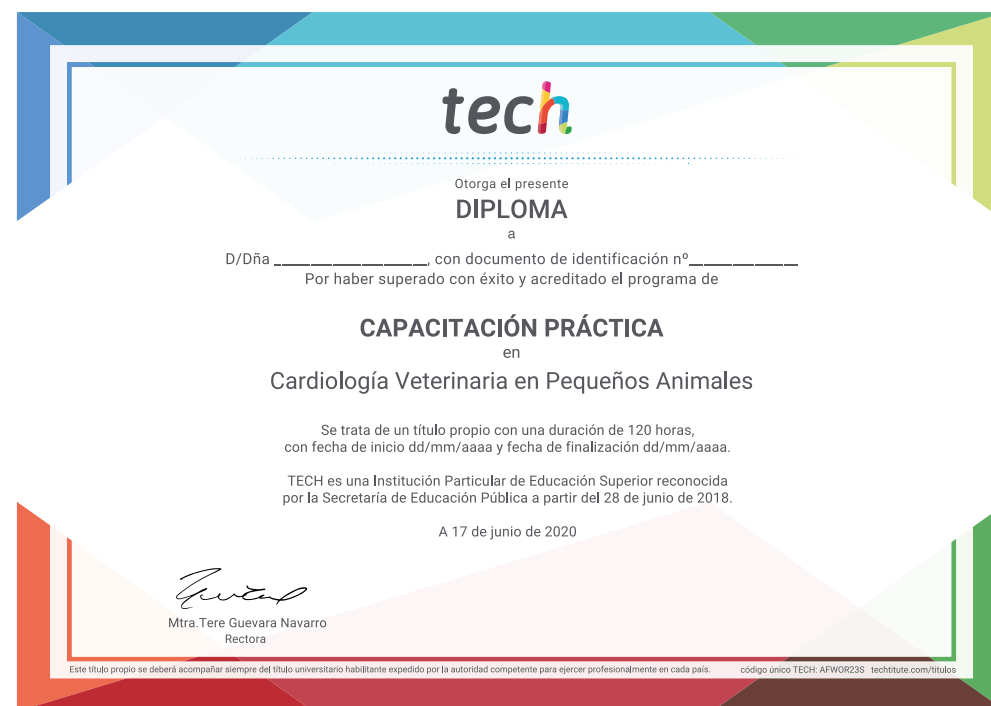 tech
Otorga el presente
DIPLOMA
a
D/Dña ____________________, con documento de identificación nº______________
Por haber superado con éxito y acreditado el programa de
CAPACITACIÓN PRÁCTICA
en
Cardiología Veterinaria en Pequeños Animales
Se trata de un título propio con una duración de 120 horas,
con fecha de inicio dd/mm/aaaa y fecha de finalización dd/mm/aaaa.
TECH es una Institución Particular de Educación Superior reconocida
por la Secretaría de Educación Pública a partir del 28 de junio de 2018.
A 17 de junio de 2020
Mtra.Tere Guevara Navarro
Rectora
Este título propio se deberá acompañar siempre del título universitario habilitante expedido por la autoridad competente para ejercer profesionalmente en cada país. código único TECH: AFWOR23S techtitute.com/titulos